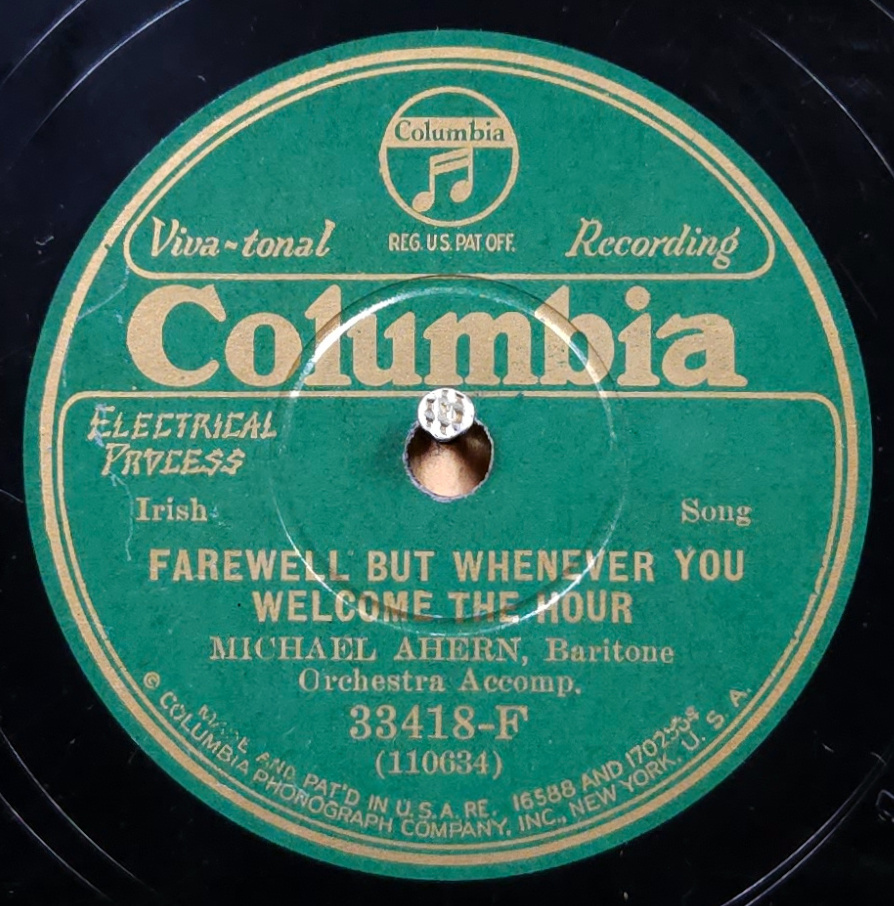 Columbia
REG. U.S. PAT OFF.
Viva-tonal Recording
Columbia
ELECTRICAL
PROCESS
Irish Song
FAREWELL BUT WHENEVER YOU
WELCOME THE HOUR
MICHAEL AHERN, Baritone
Orchestra Accomp.
33418-F
(110634)
MADE AND PAT'D IN U.S.A. RE. 16588 AND 1702564
© COLUMBIA PHONOGRAPH COMPANY, INC., NEW YORK, U. S. A.